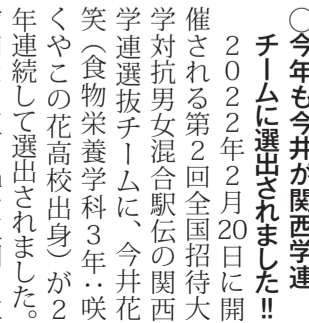 ○今年も今井が関西学連
チームに選出されました!!
2022年2月20日に開
催される第2回全国招待大
学対抗男女混合駅伝の関西
学連選抜チームに、今井花
笑（食物栄養学科3年：咲
くやこの花高校出身）が2
年連続して選出されました。